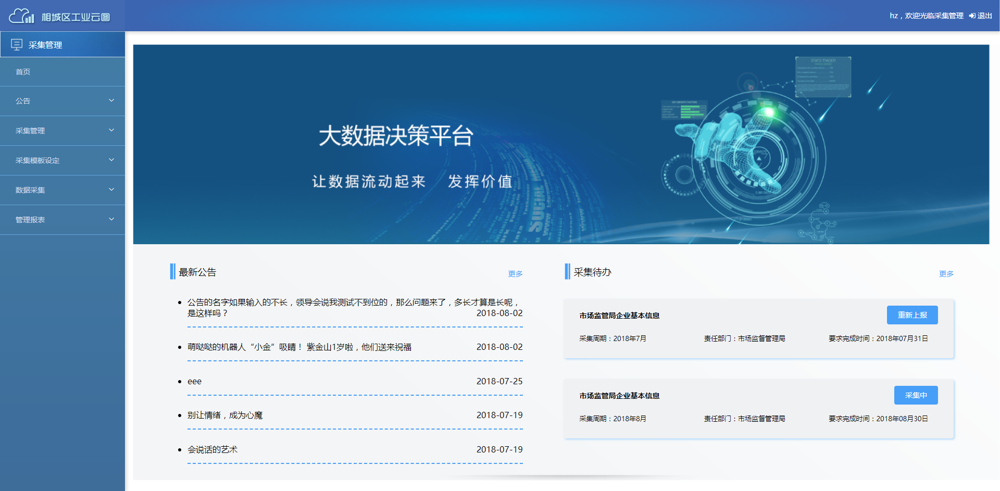 相城区工业云图
hz，欢迎光临采集管理 退出
采集管理
首页
公告
采集管理
采集模板设定
数据采集
管理报表
大数据决策平台
让数据流动起来 发挥价值
STATS TRADER
KEY GROWTH FACTORS
SOCIAL
最新公告 更多
公告的名字如果输入的不长，领导会说我测试不到位的，那么问题来了，多长才算是长呢，
是这样吗？ 2018-08-02
萌哒哒的机器人“小金”吸睛！ 紫金山1岁啦，他们送来祝福 2018-08-02
eee 2018-07-25
别让情绪，成为心魔 2018-07-19
会说话的艺术 2018-07-19
采集待办 更多
市场监管局企业基本信息 重新上报
采集周期：2018年7月 责任部门：市场监督管理局 要求完成时间：2018年07月31日
市场监管局企业基本信息 采集中
采集周期：2018年8月 责任部门：市场监督管理局 要求完成时间：2018年08月30日